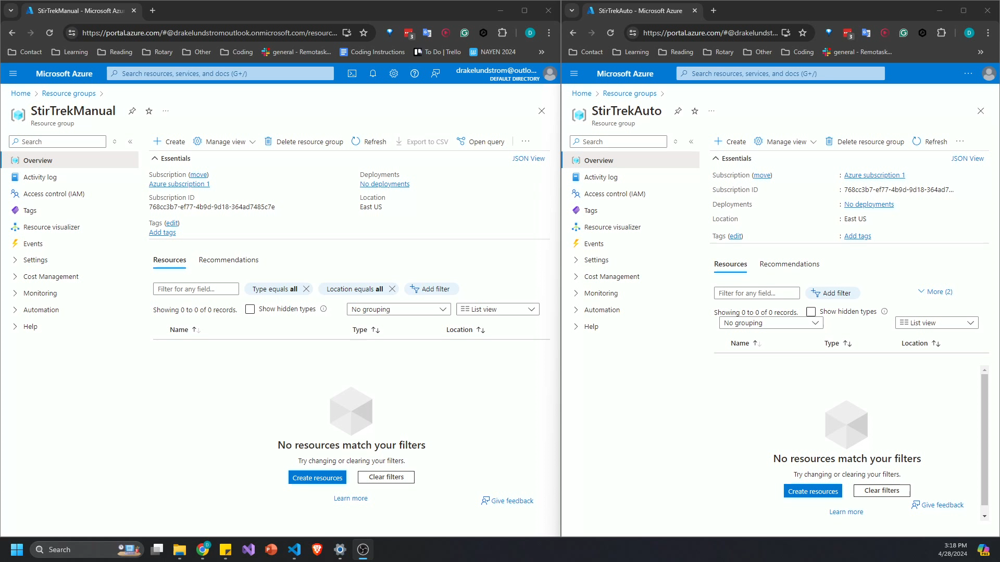 StirTrekManual - Microsoft Azu
https://portal.azure.com/#@drakelundstromoutlook.onmicrosoft.com/resourc...
3
D
Contact
Learning
Reading
Rotary
Other
Coding
general - Remotask...
Coding Instructions
To Do | Trello
NAYEN 2024
Microsoft Azure
Search resources, services, and docs (G+/)
drakelundstrom@outlo...
DEFAULT DIRECTORY
Home
Resource groups
StirTrekManual
Resource group
Search
Create
Manage view
Delete resource group
Refresh
Export to CSV
Open query
Overview
Activity log
Access control (IAM)
Tags
Resource visualizer
Events
Settings
Cost Management
Monitoring
Automation
Help
Essentials
JSON View
Subscription (move)
Azure subscription 1
Subscription ID
768cc3b7-ef77-4b9d-9d18-364ad7485c7e
Deployments
No deployments
Location
East US
Tags (edit)
Add tags
Resources
Recommendations
Filter for any field...
Type equals all
Location equals all
Add filter
Showing 0 to 0 of 0 records.
Show hidden types
No grouping
List view
Name
Type
Location
No resources match your filters
Try changing or clearing your filters.
Create resources
Clear filters
Learn more
Give feedback
StirTrekAuto - Microsoft Azure
https://portal.azure.com/#@drakelundst...
3
D
Contact
Learning
Reading
Rotary
Other
Coding
general - Remotask...
Microsoft Azure
Search resources, services, and docs (G+/)
Home
Resource groups
StirTrekAuto
Resource group
Search
Create
Manage view
Delete resource group
Refresh
Overview
Activity log
Access control (IAM)
Tags
Resource visualizer
Events
Settings
Cost Management
Monitoring
Automation
Help
Essentials
JSON View
Subscription (move) : Azure subscription 1
Subscription ID : 768cc3b7-ef77-4b9d-9d18-364ad7...
Deployments : No deployments
Location : East US
Tags (edit) : Add tags
Resources
Recommendations
Filter for any field...
Add filter
More (2)
Showing 0 to 0 of 0 records.
Show hidden types
No grouping
List view
Name
Type
Location
No resources match your filters
Try changing or clearing your filters.
Create resources
Clear filters
Give feedback
Learn more
Search
D
3:18 PM
4/28/2024
PRE